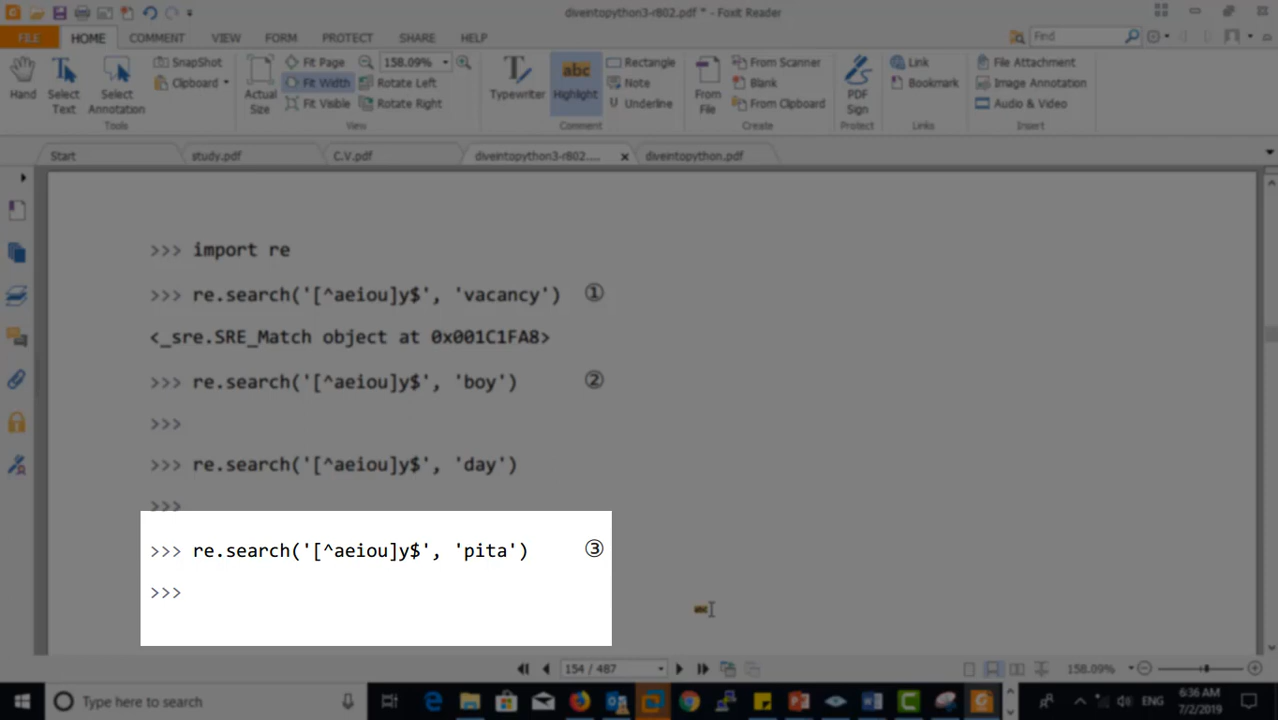 diveintopython3-r802.pdf * - Foxit Reader
FILE HOME COMMENT VIEW FORM PROTECT SHARE HELP
Find
Hand
Select Text
Select Annotation
SnapShot
Clipboard
Tools
Actual Size
Fit Page
Fit Width
Fit Visible
158.09%
Rotate Left
Rotate Right
View
Typewriter
abc
Highlight
Rectangle
Note
Underline
Comment
From File
From Scanner
Blank
From Clipboard
Create
PDF Sign
Protect
Link
Bookmark
Links
File Attachment
Image Annotation
Audio & Video
Insert
Start study.pdf C.V.pdf diveintopython3-r802.... diveintopython.pdf
>>> import re
>>> re.search('[^aeiou]y$', 'vacancy') ①
<_sre.SRE_Match object at 0x001C1FA8>
>>> re.search('[^aeiou]y$', 'boy') ②
>>>
>>> re.search('[^aeiou]y$', 'day')
>>>
>>> re.search('[^aeiou]y$', 'pita') ③
>>>
154 / 487
158.09%
Type here to search
ENG
6:36 AM
7/2/2019